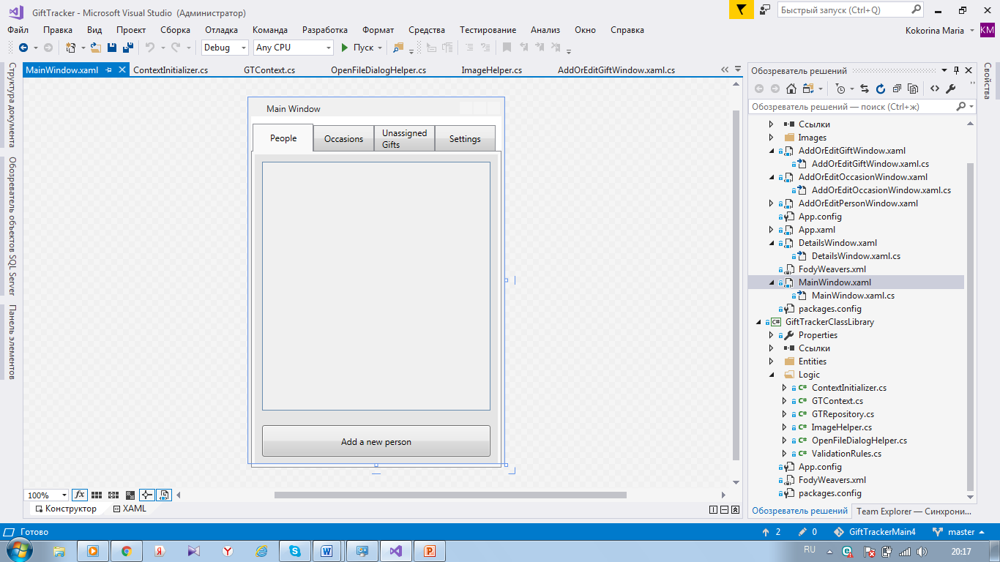 GiftTracker - Microsoft Visual Studio (Администратор)
Быстрый запуск (Ctrl+Q)
Файл Правка Вид Проект Сборка Отладка Команда Разработка Формат Средства Тестирование Анализ Окно Справка
Kokorina Maria KM
Debug Any CPU Пуск
Структура документа
Обозреватель объектов SQL Server
Панель элементов
MainWindow.xaml ContextInitializer.cs GTContext.cs OpenFileDialogHelper.cs ImageHelper.cs AddOrEditGiftWindow.xaml.cs
Main Window
People Occasions Unassigned Gifts Settings
Add a new person
100%
Конструктор XAML
Обозреватель решений
Обозреватель решений — поиск (Ctrl+ж)
Ссылки
Images
AddOrEditGiftWindow.xaml
AddOrEditGiftWindow.xaml.cs
AddOrEditOccasionWindow.xaml
AddOrEditOccasionWindow.xaml.cs
AddOrEditPersonWindow.xaml
App.config
App.xaml
DetailsWindow.xaml
DetailsWindow.xaml.cs
FodyWeavers.xml
MainWindow.xaml
MainWindow.xaml.cs
packages.config
GiftTrackerClassLibrary
Properties
Ссылки
Entities
Logic
ContextInitializer.cs
GTContext.cs
GTRepository.cs
ImageHelper.cs
OpenFileDialogHelper.cs
ValidationRules.cs
App.config
FodyWeavers.xml
packages.config
Обозреватель решений Team Explorer — Синхрони...
Свойства
Готово 2 0 GiftTrackerMain4 master
RU 20:17